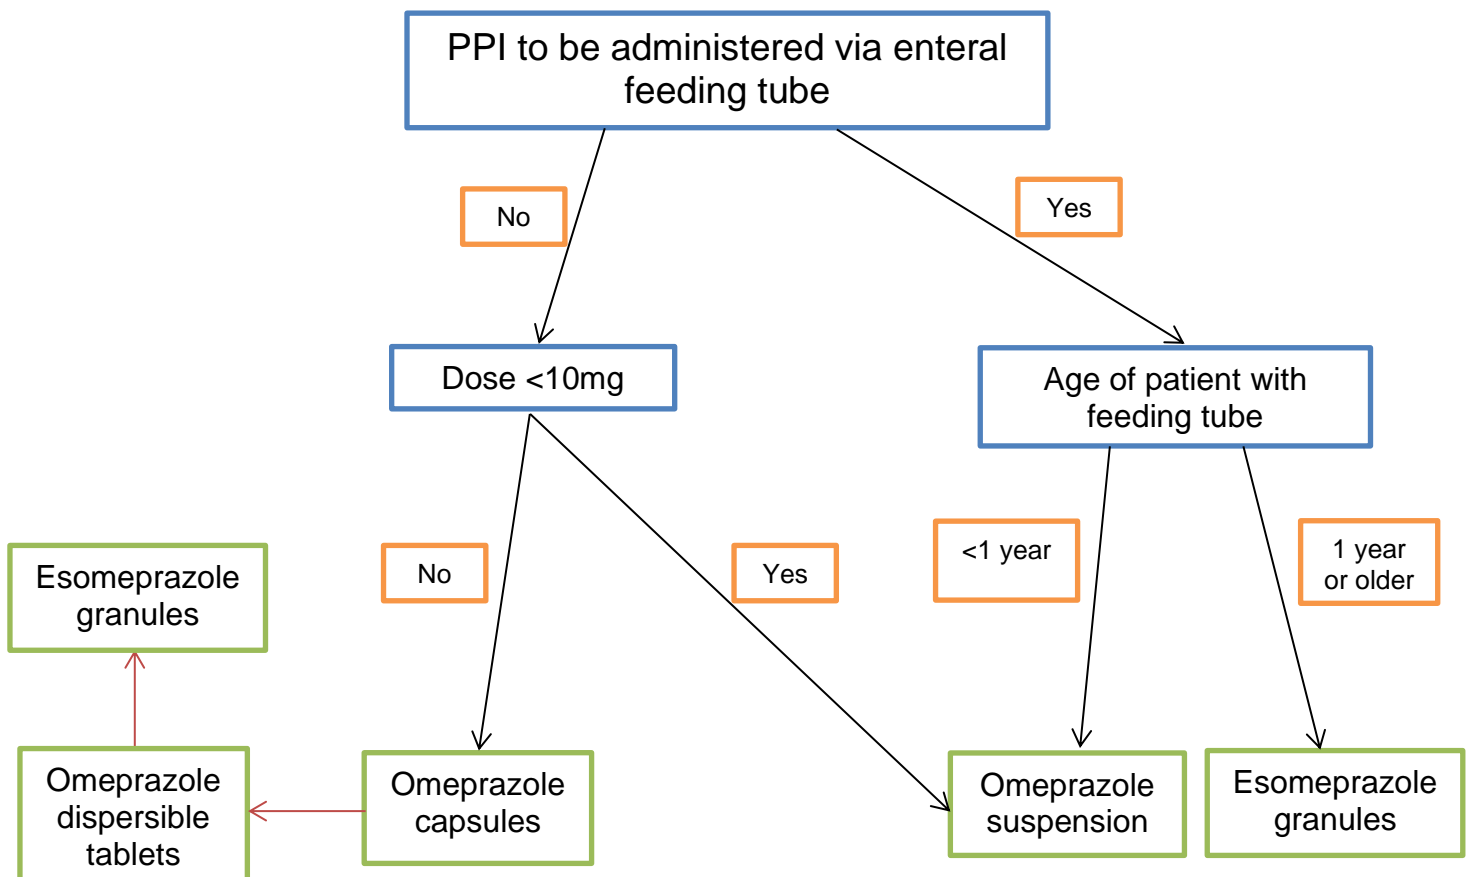 PPI to be administered via enteral
feeding tube
No
Yes
Dose <10mg
Age of patient with
feeding tube
No
Yes
<1 year
1 year
or older
Esomeprazole
granules
Omeprazole
dispersible
tablets
Omeprazole
capsules
Omeprazole
suspension
Esomeprazole
granules